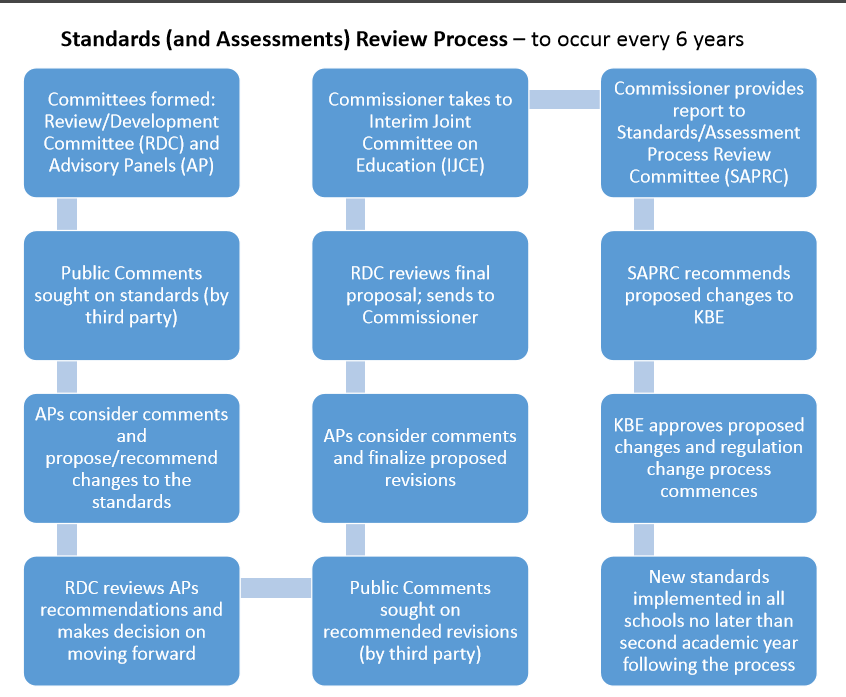 Standards (and Assessments) Review Process – to occur every 6 years
Committees formed:
Review/Development
Committee (RDC) and
Advisory Panels (AP)
Public Comments
sought on standards (by
third party)
APs consider comments
and
propose/recommend
changes to the
standards
RDC reviews APs
recommendations and
makes decision on
moving forward
Public Comments
sought on
recommended revisions
(by third party)
APs consider comments
and finalize proposed
revisions
RDC reviews final
proposal; sends to
Commissioner
Commissioner takes to
Interim Joint
Committee on
Education (IJCE)
Commissioner provides
report to
Standards/Assessment
Process Review
Committee (SAPRC)
SAPRC recommends
proposed changes to
KBE
KBE approves proposed
changes and regulation
change process
commences
New standards
implemented in all
schools no later than
second academic year
following the process